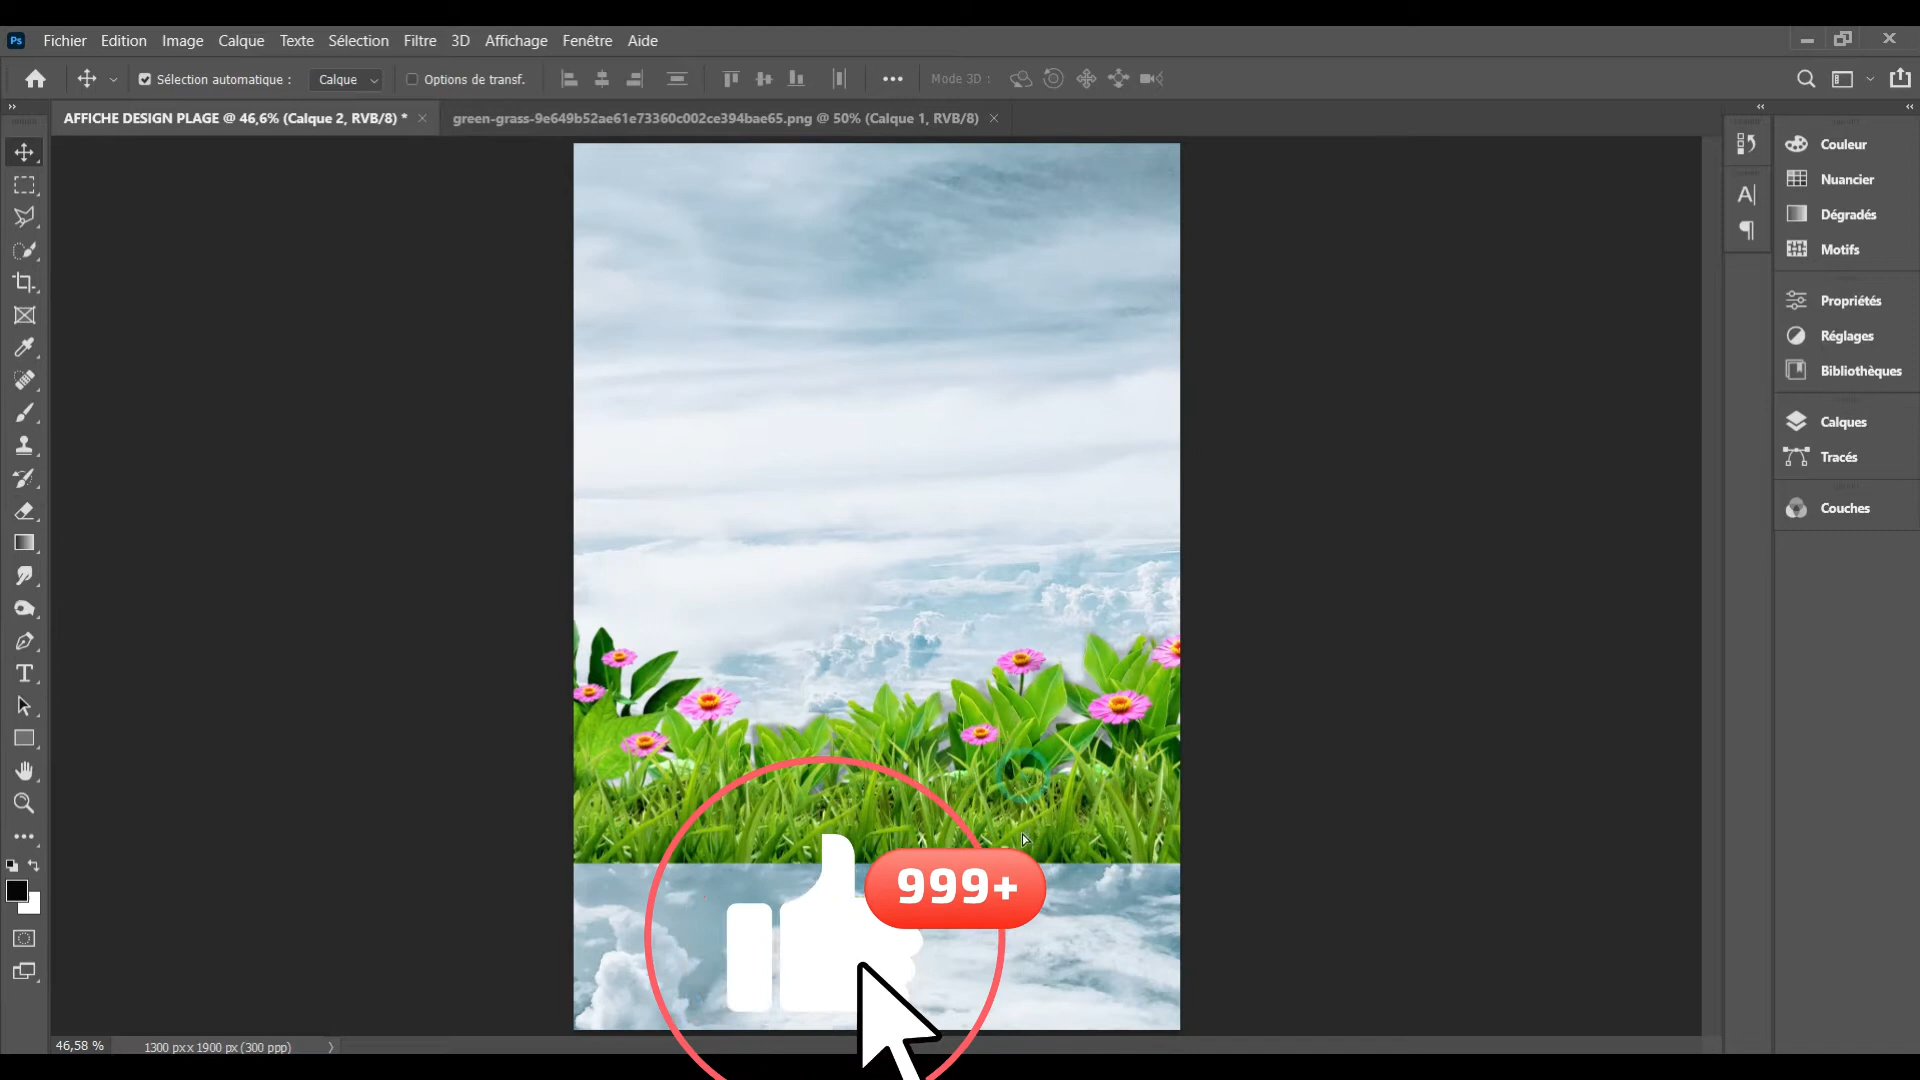 Ps Fichier Edition Image Calque Texte Sélection Filtre 3D Affichage Fenêtre Aide
Sélection automatique : Calque Options de transf. Mode 3D :
AFFICHE DESIGN PLAGE @ 46,6% (Calque 2, RVB/8) * green-grass-9e649b52ae61e73360c002ce394bae65.png @ 50% (Calque 1, RVB/8)
Couleur
Nuancier
Dégradés
Motifs
Propriétés
Réglages
Bibliothèques
Calques
Tracés
Couches
999+
46,58 % 1300 px x 1900 px (300 ppp)